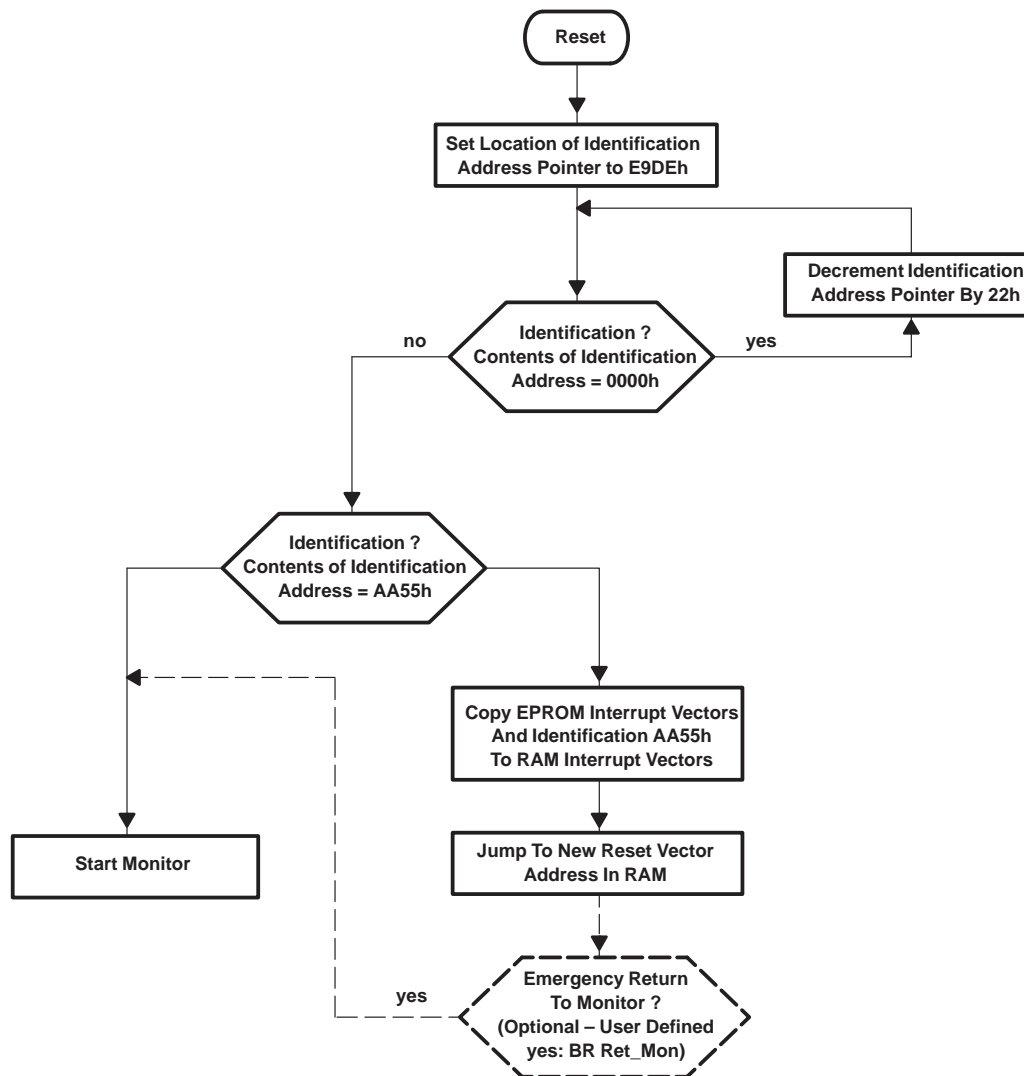 Reset
Set Location of Identification
Address Pointer to E9DEh
Decrement Identification
Address Pointer By 22h
Identification ?
Contents of Identification
Address = 0000h
no
yes
Identification ?
Contents of Identification
Address = AA55h
Copy EPROM Interrupt Vectors
And Identification AA55h
To RAM Interrupt Vectors
Start Monitor
Jump To New Reset Vector
Address In RAM
Emergency Return
To Monitor ?
(Optional – User Defined
yes: BR Ret_Mon)
yes